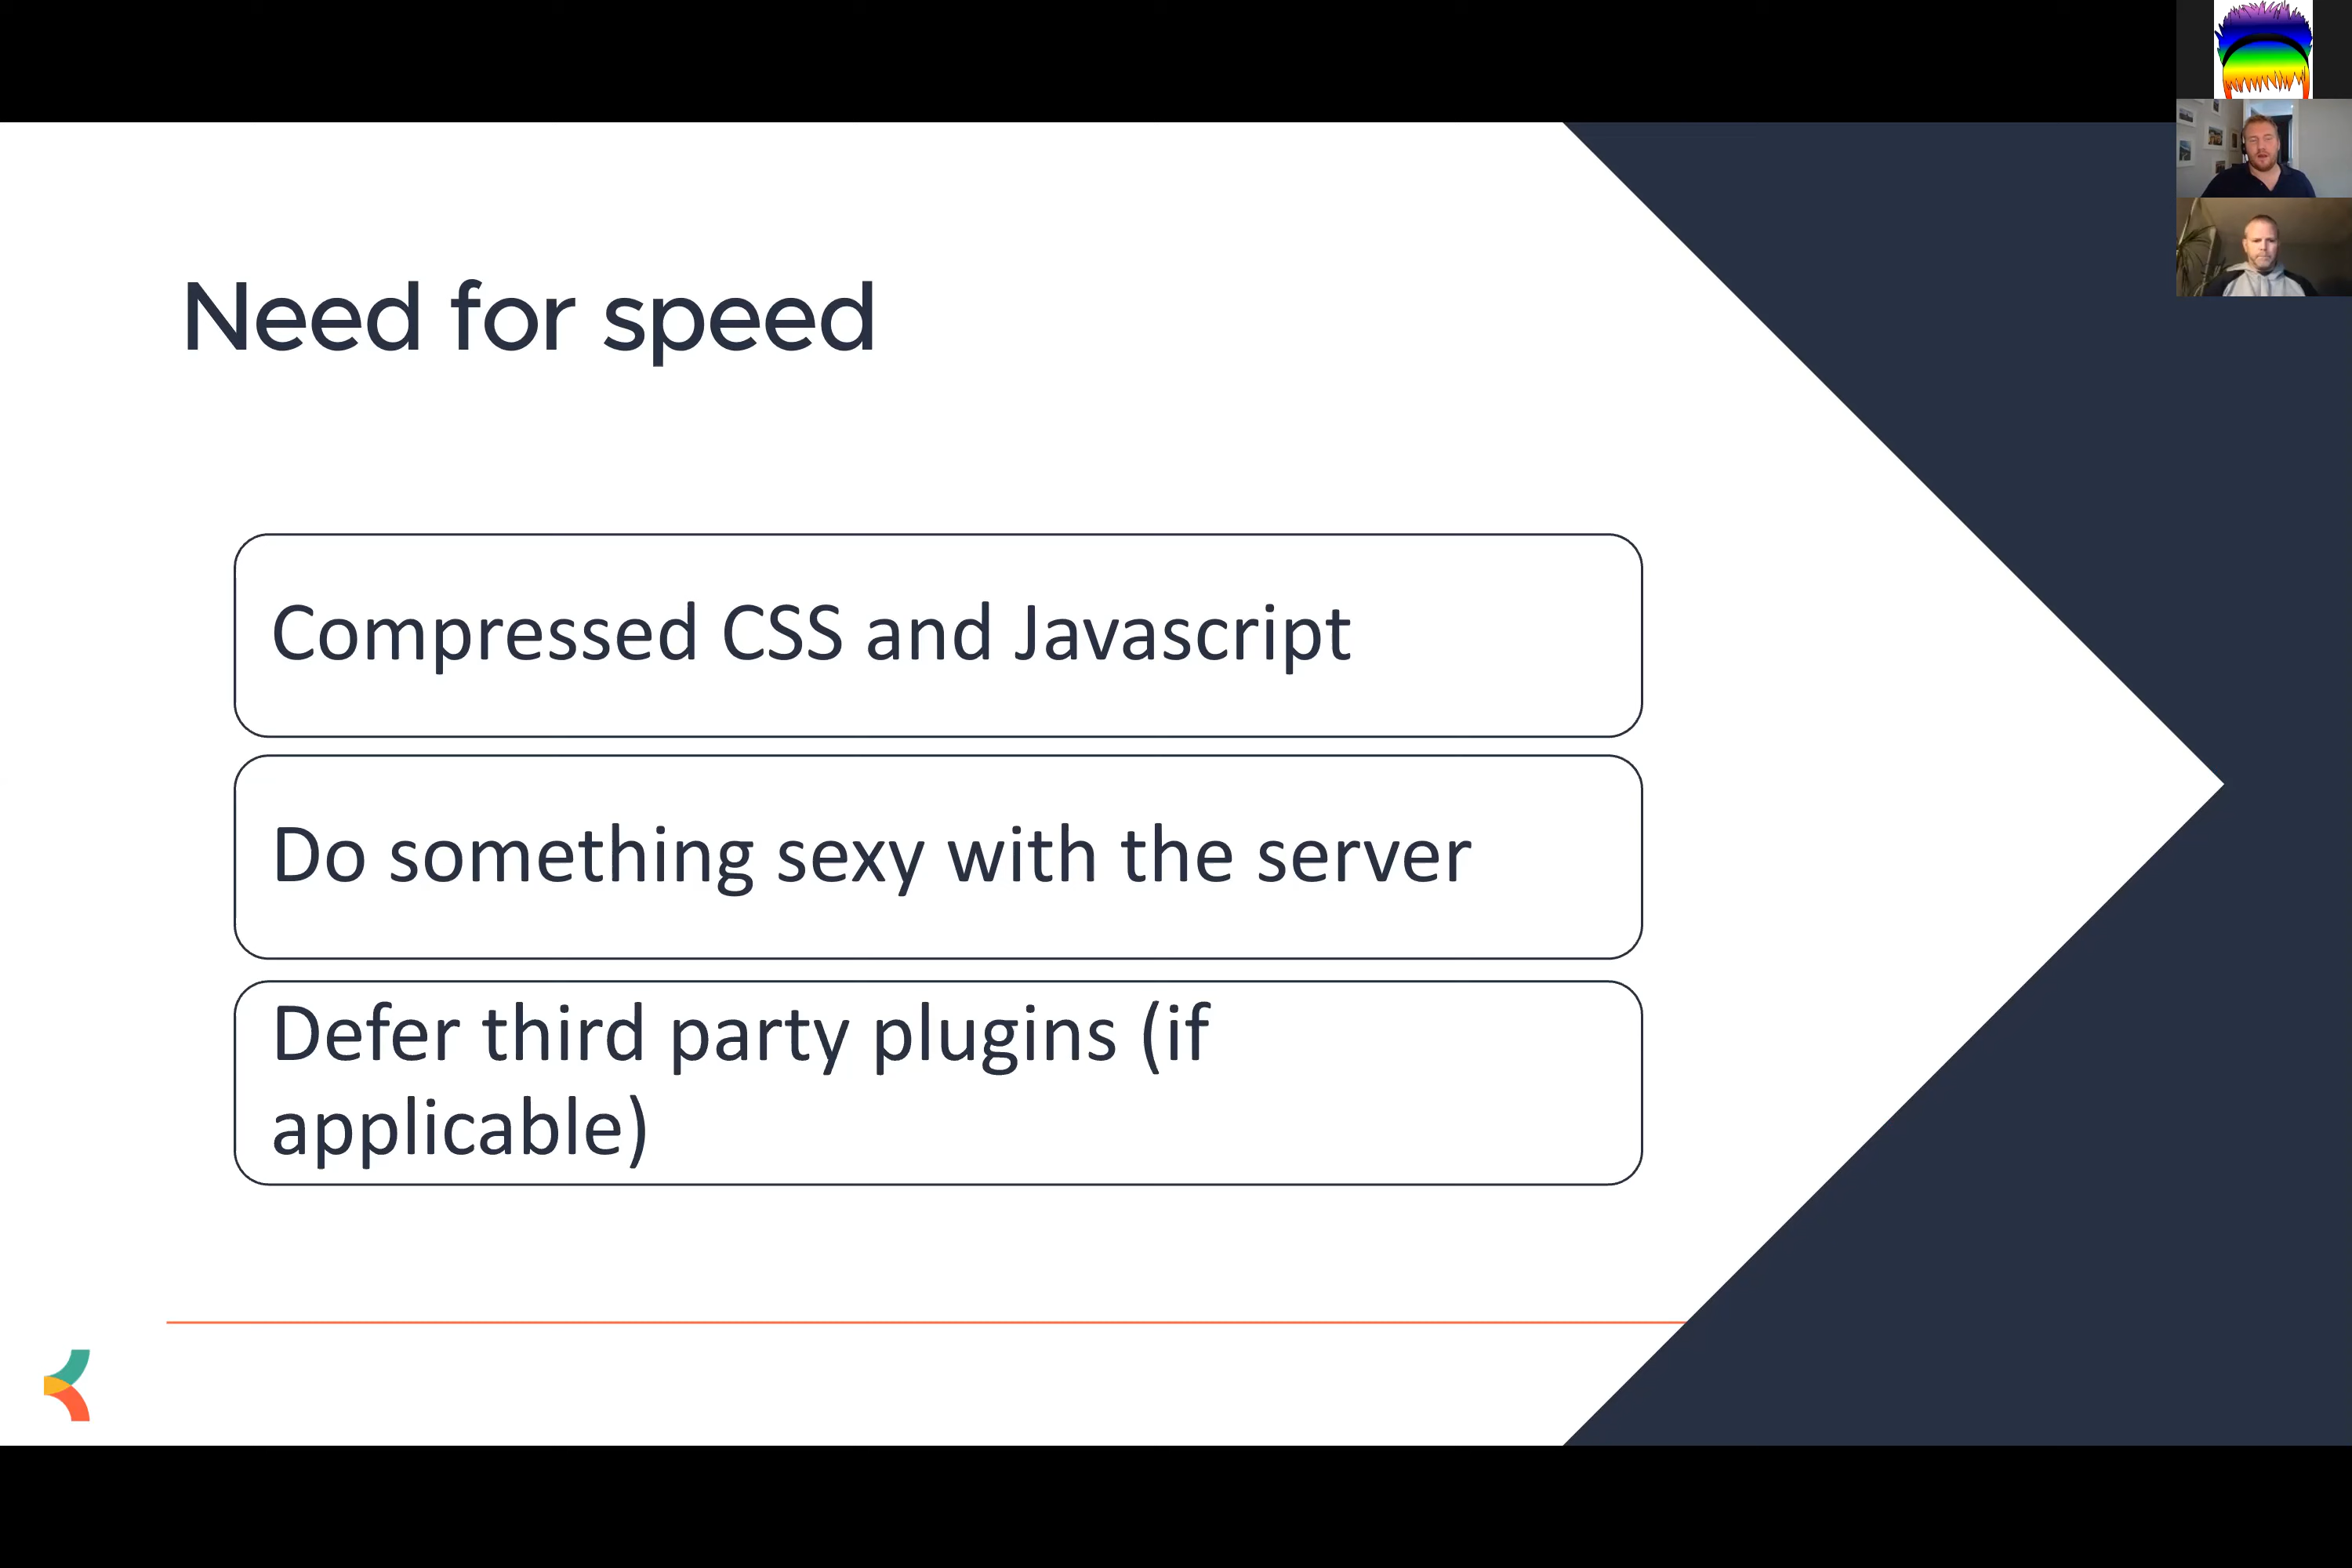 Need for speed
Compressed CSS and Javascript
Do something sexy with the server
Defer third party plugins (if
applicable)